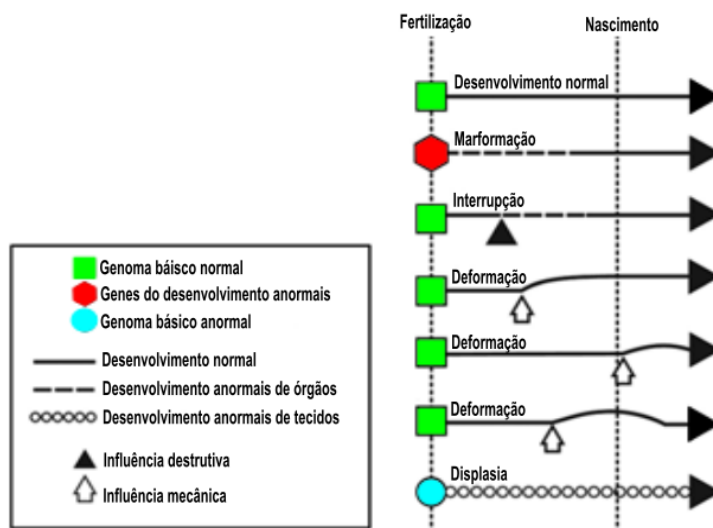 Fertilização
Nascimento
Desenvolvimento normal
Marformação
Interrupção
Deformação
Deformação
Deformação
Displasia
Genoma báisco normal
Genes do desenvolvimento anormais
Genoma básico anormal
Desenvolvimento normal
Desenvolvimento anormais de órgãos
Desenvolvimento anormais de tecidos
Influência destrutiva
Influência mecânica